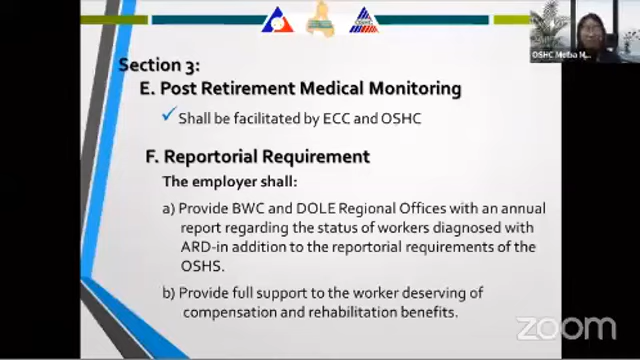 OSHC
OSHC Melba M...
Section 3:
E. Post Retirement Medical Monitoring
Shall be facilitated by ECC and OSHC
F. Reportorial Requirement
The employer shall:
a) Provide BWC and DOLE Regional Offices with an annual
report regarding the status of workers diagnosed with
ARD-in addition to the reportorial requirements of the
OSHS.
b) Provide full support to the worker deserving of
compensation and rehabilitation benefits.
zoom